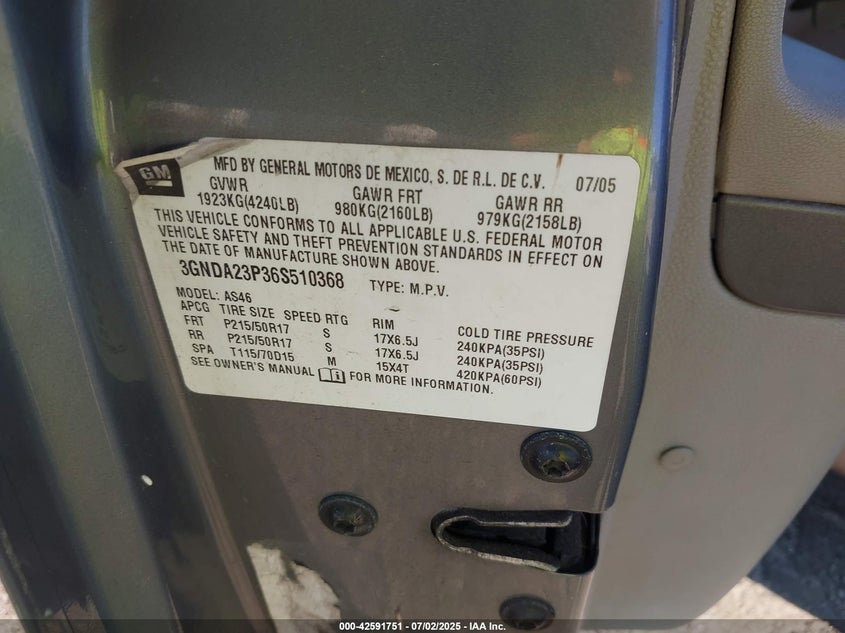 GM
MFD BY GENERAL MOTORS DE MEXICO, S. DE R.L. DE C.V. 07/05
GVWR GAWR FRT GAWR RR
1923KG(4240LB) 980KG(2160LB) 979KG(2158LB)
THIS VEHICLE CONFORMS TO ALL APPLICABLE U.S. FEDERAL MOTOR
VEHICLE SAFETY AND THEFT PREVENTION STANDARDS IN EFFECT ON
THE DATE OF MANUFACTURE SHOWN ABOVE.
3GNDA23P36S510368 TYPE: M.P.V.
MODEL: AS46
APCG TIRE SIZE SPEED RTG RIM COLD TIRE PRESSURE
FRT P215/50R17 S 17X6.5J 240KPA(35PSI)
RR P215/50R17 S 17X6.5J 240KPA(35PSI)
SPA T115/70D15 M 15X4T 420KPA(60PSI)
SEE OWNER'S MANUAL FOR MORE INFORMATION.
000-42591751 | 07/02/2025 | IAA Inc.